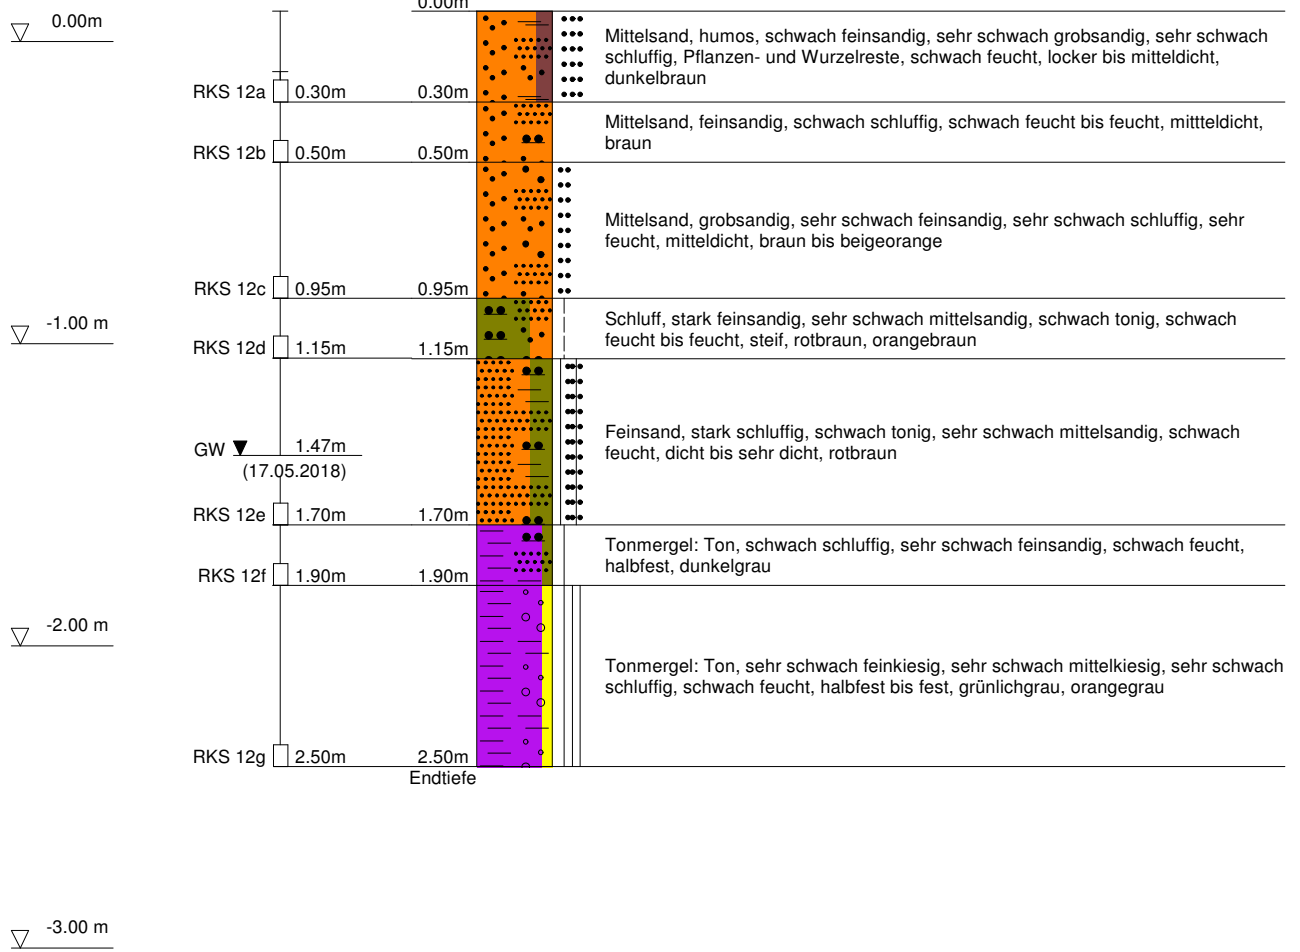 0.00m
0.00m
Mittelsand, humos, schwach feinsandig, sehr schwach grobsandig, sehr schwach
schluffig, Pflanzen- und Wurzelreste, schwach feucht, locker bis mitteldicht,
dunkelbraun
RKS 12a 0.30m 0.30m
Mittelsand, feinsandig, schwach schluffig, schwach feucht bis feucht, mittteldicht,
braun
RKS 12b 0.50m 0.50m
Mittelsand, grobsandig, sehr schwach feinsandig, sehr schwach schluffig, sehr
feucht, mitteldicht, braun bis beigeorange
RKS 12c 0.95m 0.95m
-1.00 m
Schluff, stark feinsandig, sehr schwach mittelsandig, schwach tonig, schwach
feucht bis feucht, steif, rotbraun, orangebraun
RKS 12d 1.15m 1.15m
Feinsand, stark schluffig, schwach tonig, sehr schwach mittelsandig, schwach
feucht, dicht bis sehr dicht, rotbraun
GW 1.47m
(17.05.2018)
RKS 12e 1.70m 1.70m
Tonmergel: Ton, schwach schluffig, sehr schwach feinsandig, schwach feucht,
halbfest, dunkelgrau
RKS 12f 1.90m 1.90m
-2.00 m
Tonmergel: Ton, sehr schwach feinkiesig, sehr schwach mittelkiesig, sehr schwach
schluffig, schwach feucht, halbfest bis fest, grünlichgrau, orangegrau
RKS 12g 2.50m 2.50m
Endtiefe
-3.00 m